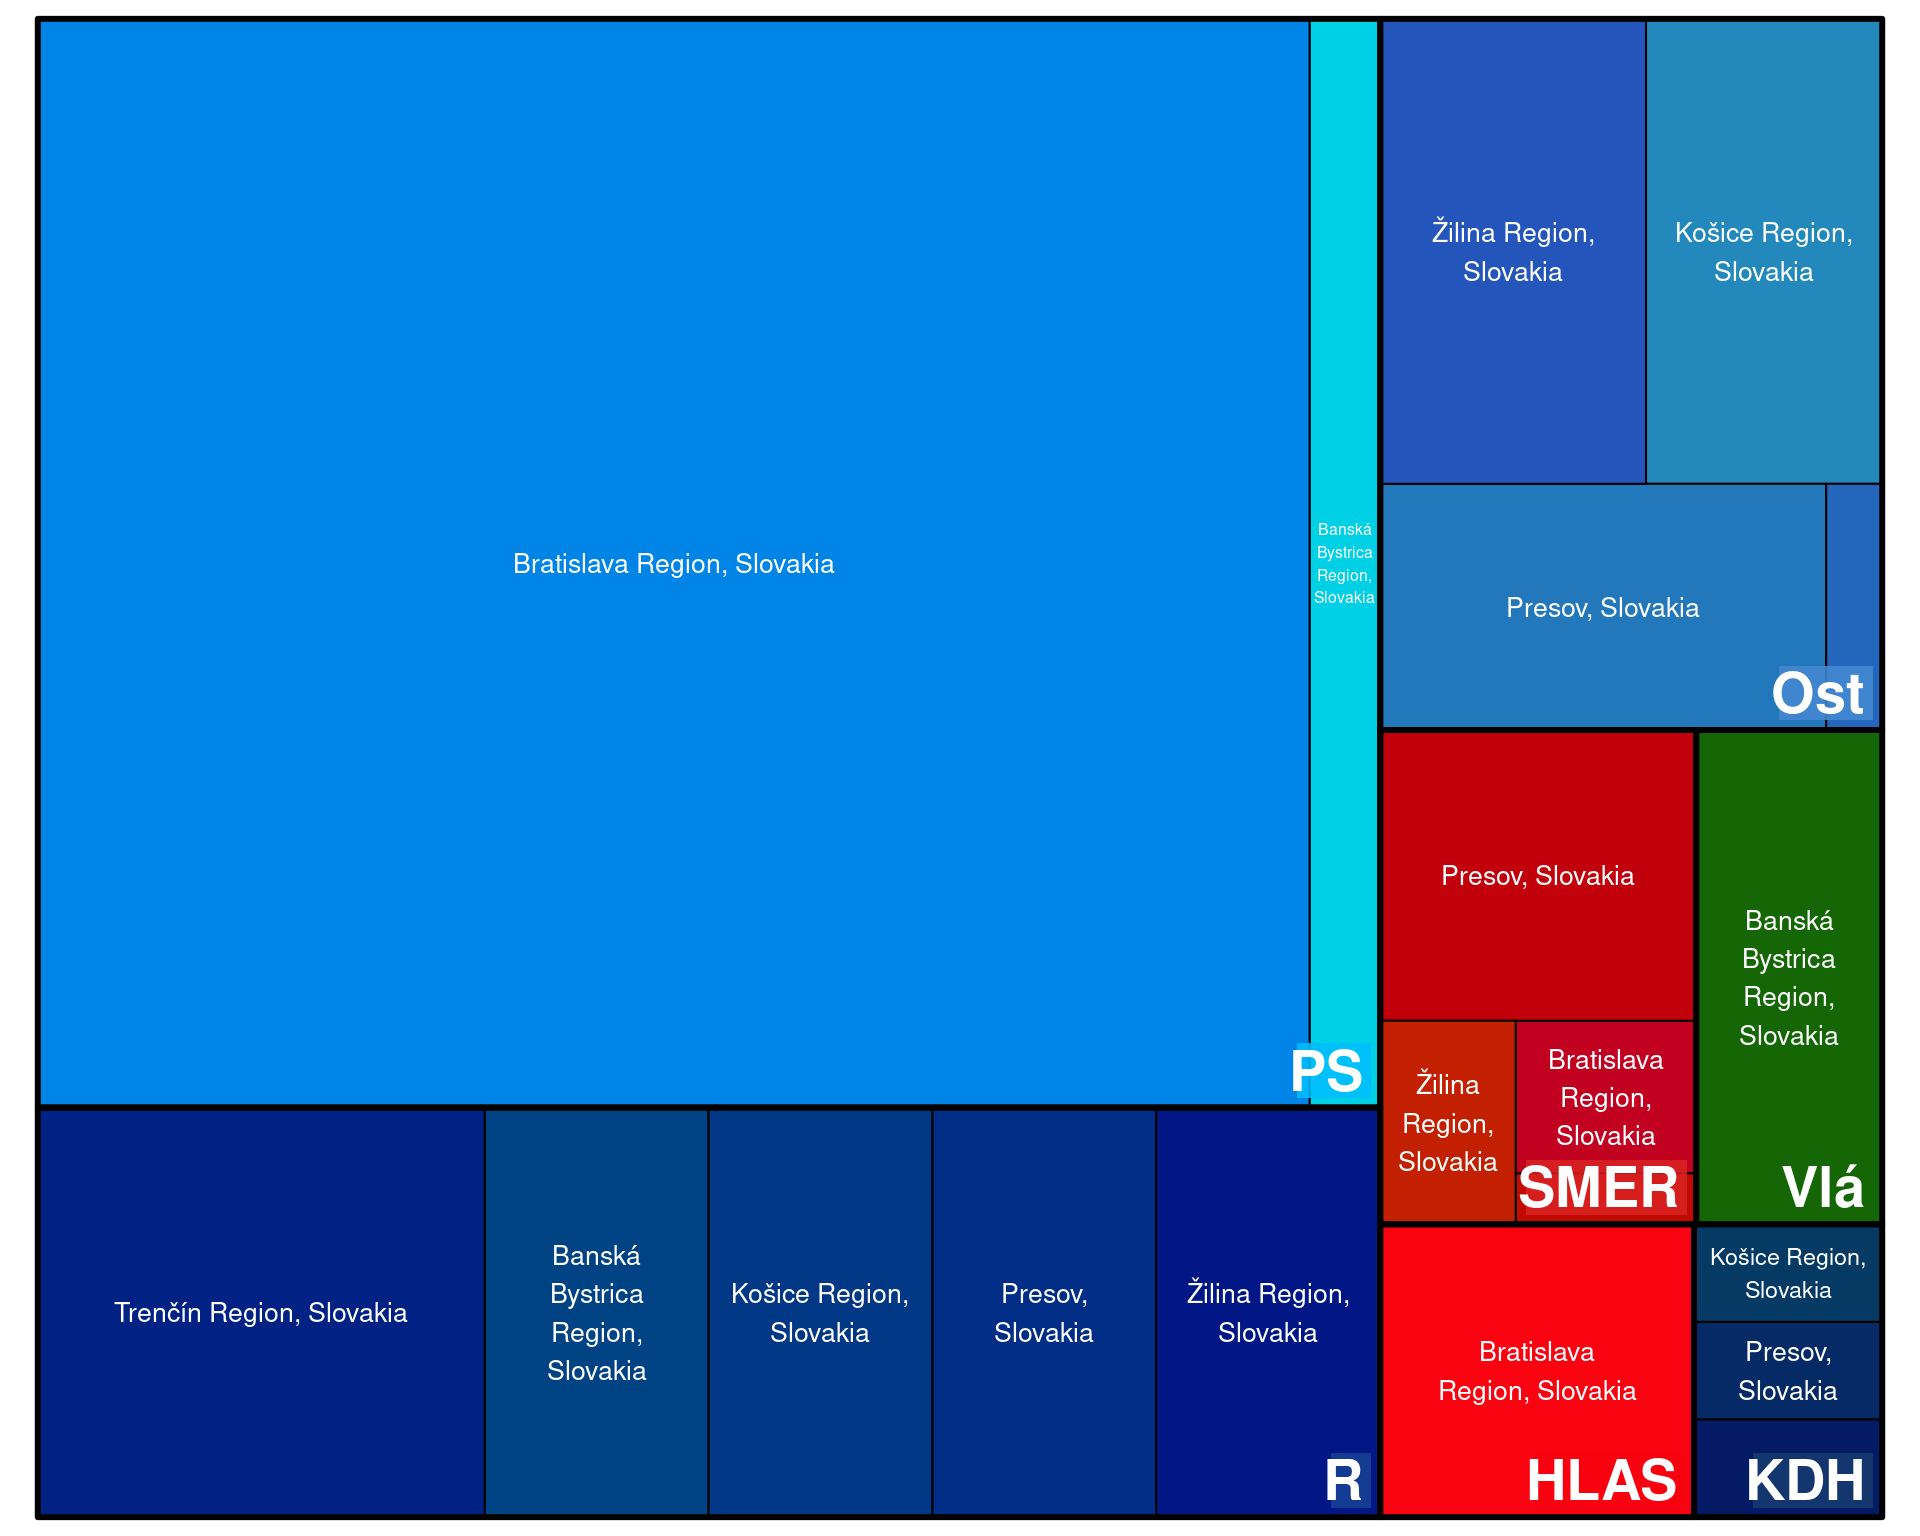 Bratislava Region, Slovakia
Banská
Bystrica
Region,
Slovakia
PS
Trenčín Region, Slovakia
Banská
Bystrica
Region,
Slovakia
Košice Region,
Slovakia
Presov,
Slovakia
Žilina Region,
Slovakia
R
Žilina Region,
Slovakia
Košice Region,
Slovakia
Presov, Slovakia
Ost
Presov, Slovakia
Žilina
Region,
Slovakia
Bratislava
Region,
Slovakia
SMER
Banská
Bystrica
Region,
Slovakia
Vlá
Bratislava
Region, Slovakia
HLAS
Košice Region,
Slovakia
Presov,
Slovakia
KDH